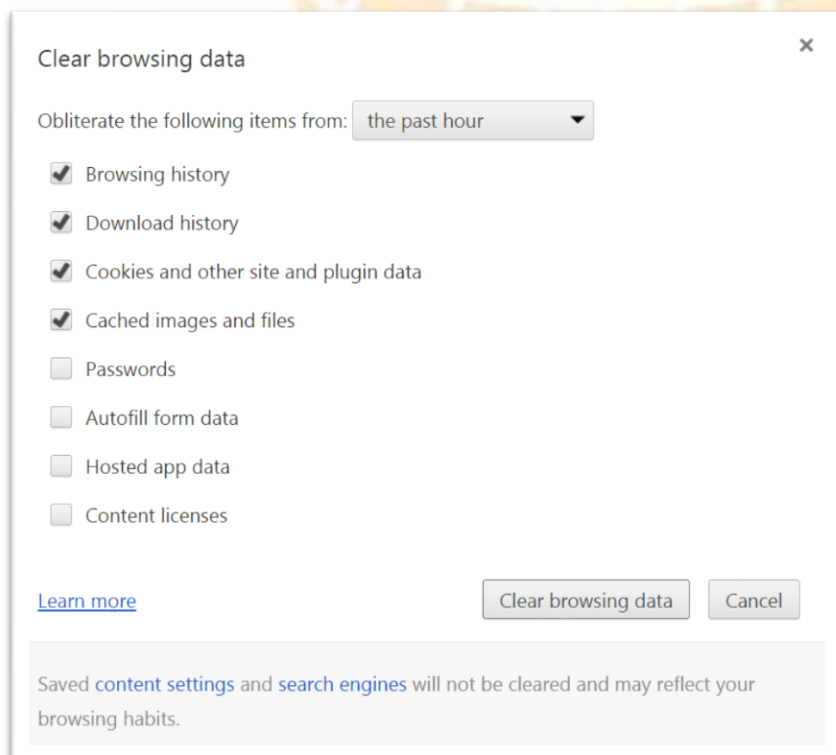 Clear browsing data
×
Obliterate the following items from: the past hour
Browsing history
Download history
Cookies and other site and plugin data
Cached images and files
Passwords
Autofill form data
Hosted app data
Content licenses
Learn more Clear browsing data Cancel
Saved content settings and search engines will not be cleared and may reflect your
browsing habits.